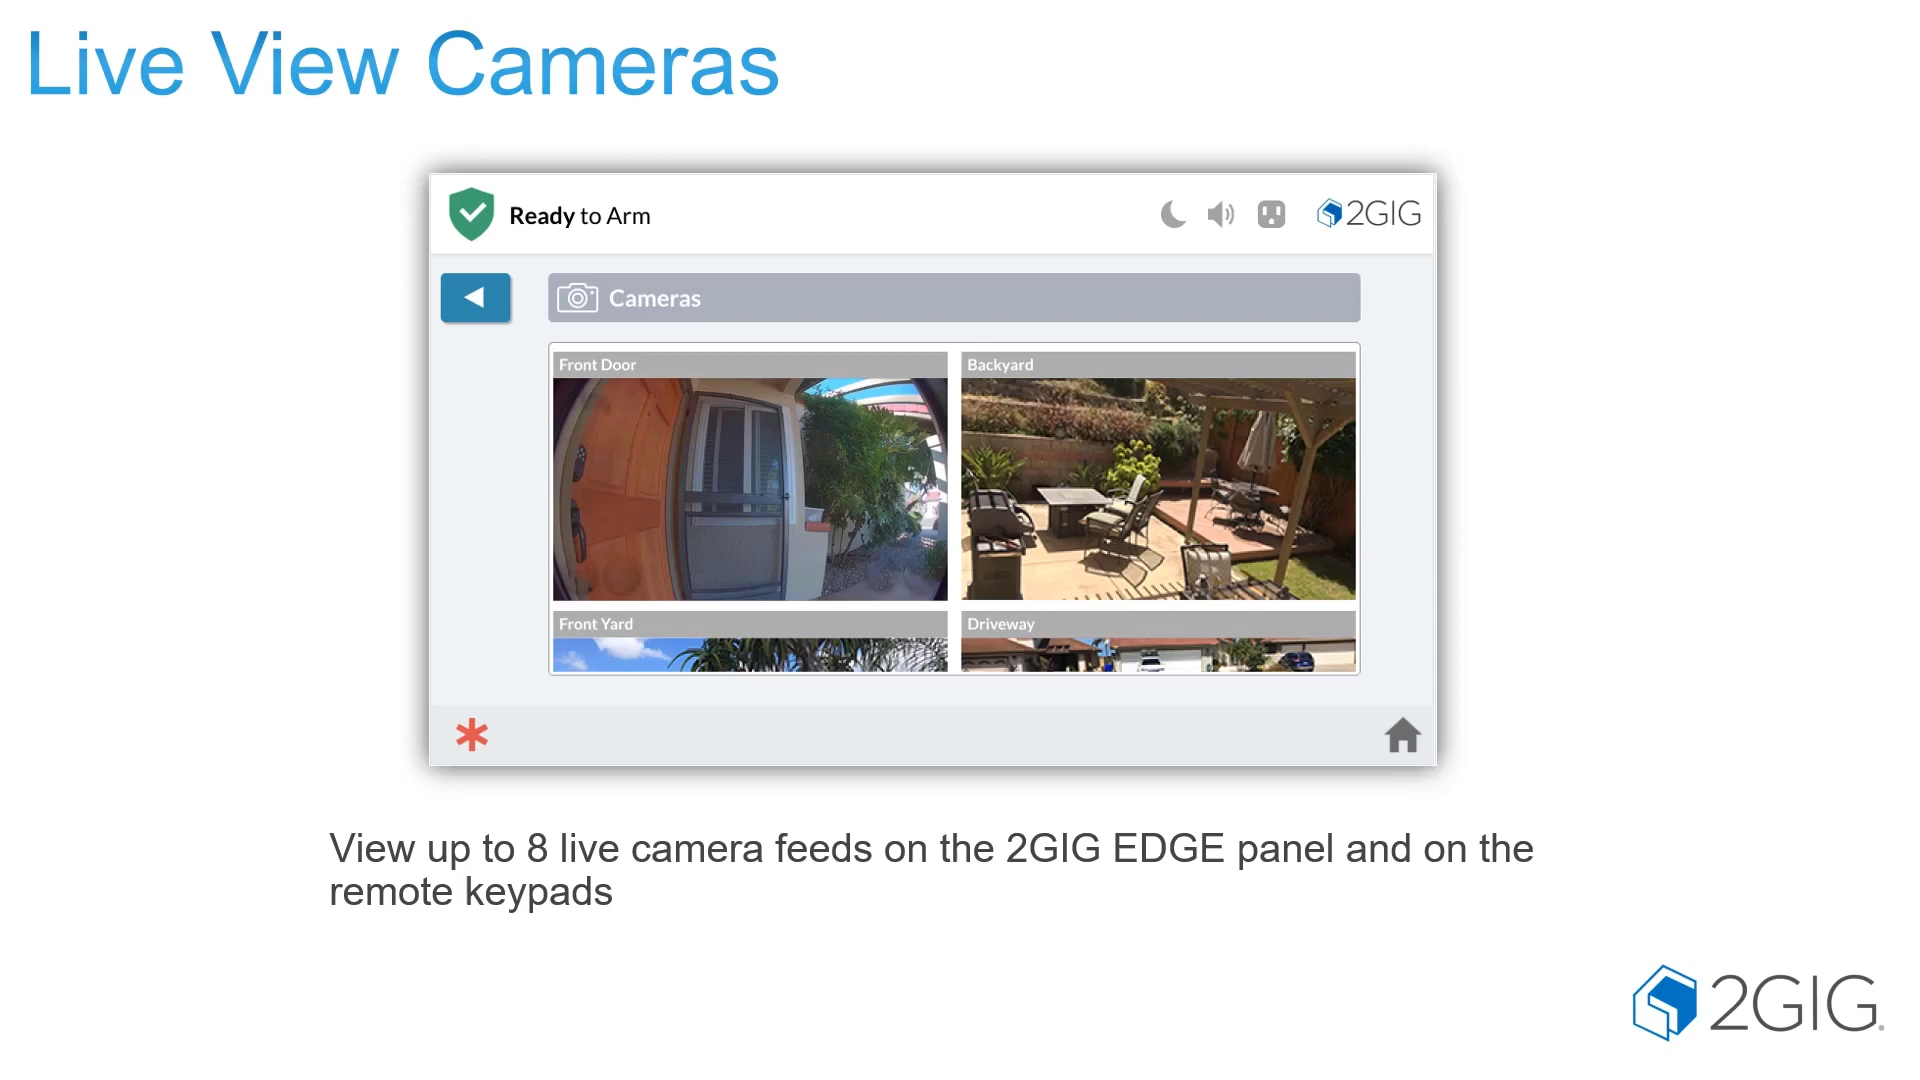 Live View Cameras
Ready to Arm
2GIG
Cameras
Front Door
Backyard
Front Yard
Driveway
View up to 8 live camera feeds on the 2GIG EDGE panel and on the
remote keypads
2GIG®